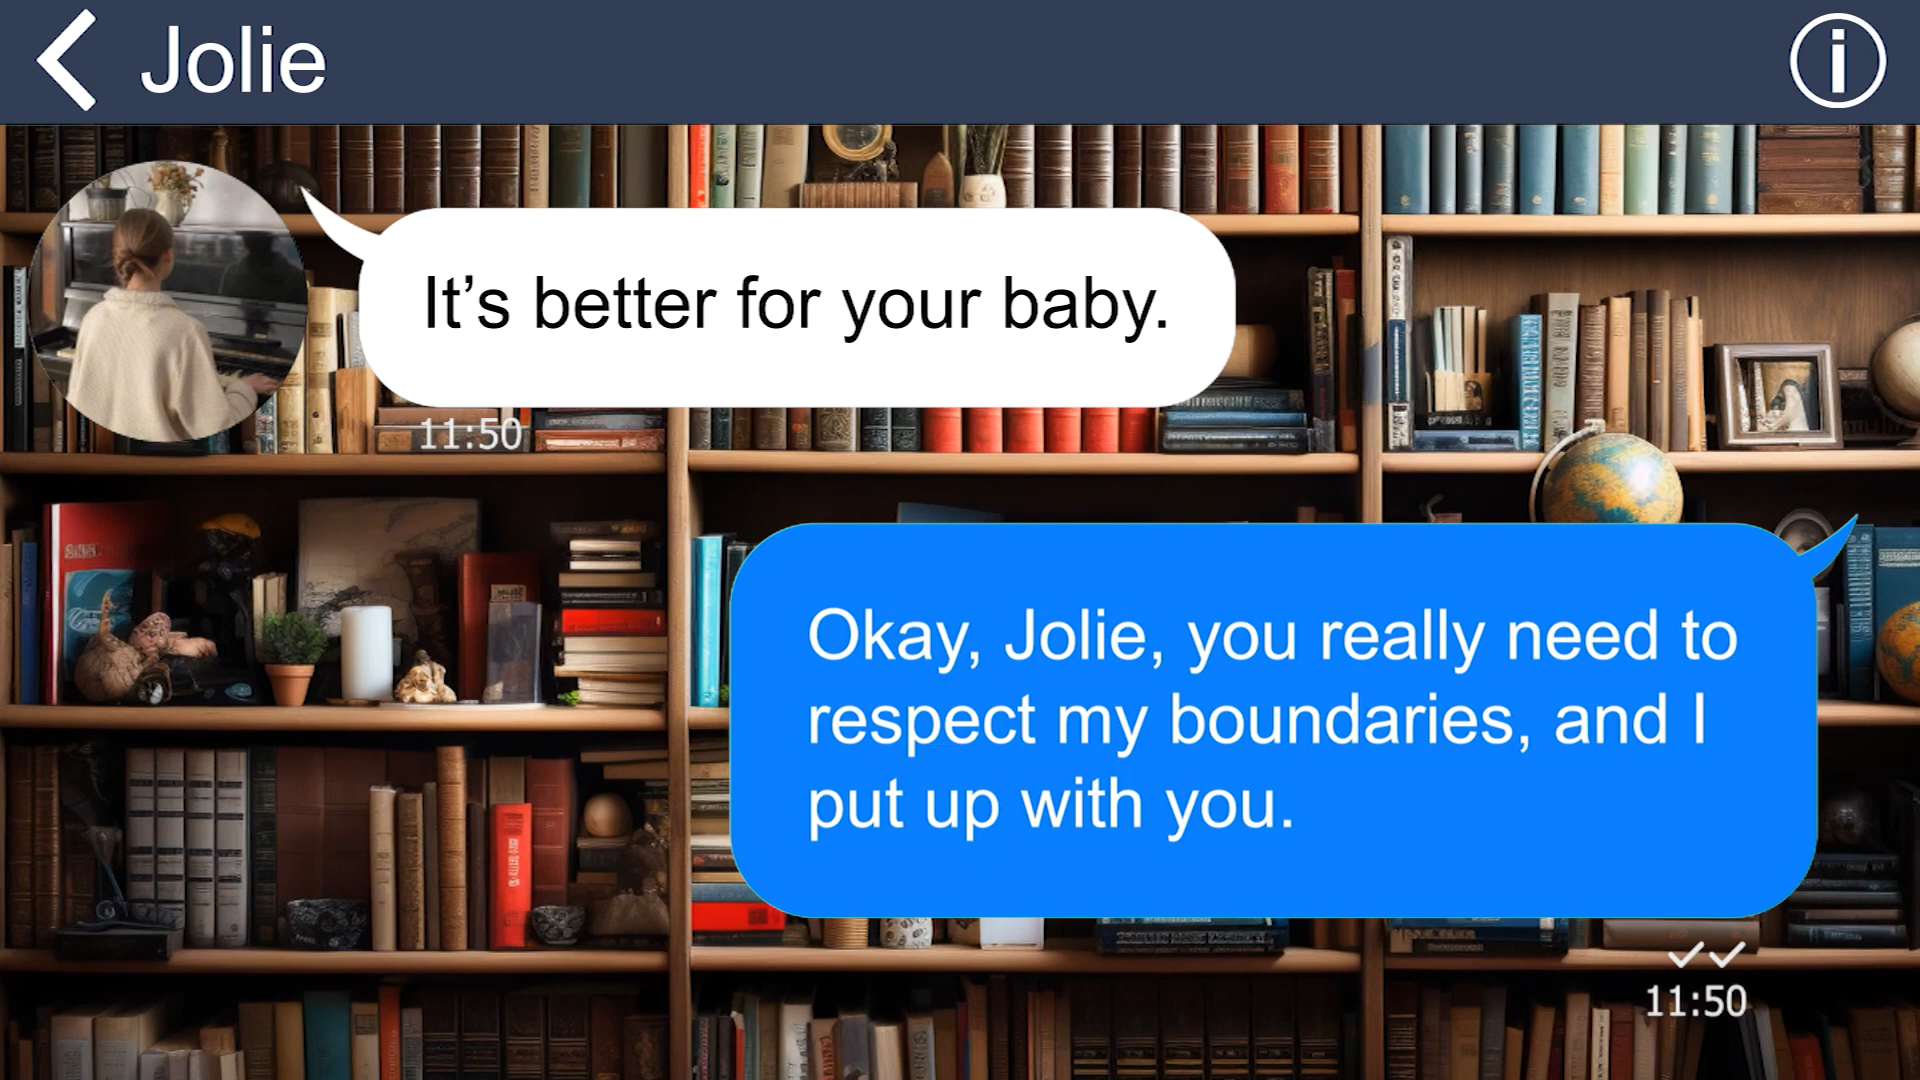 Jolie
It’s better for your baby.
11:50
Okay, Jolie, you really need to
respect my boundaries, and I
put up with you.
11:50